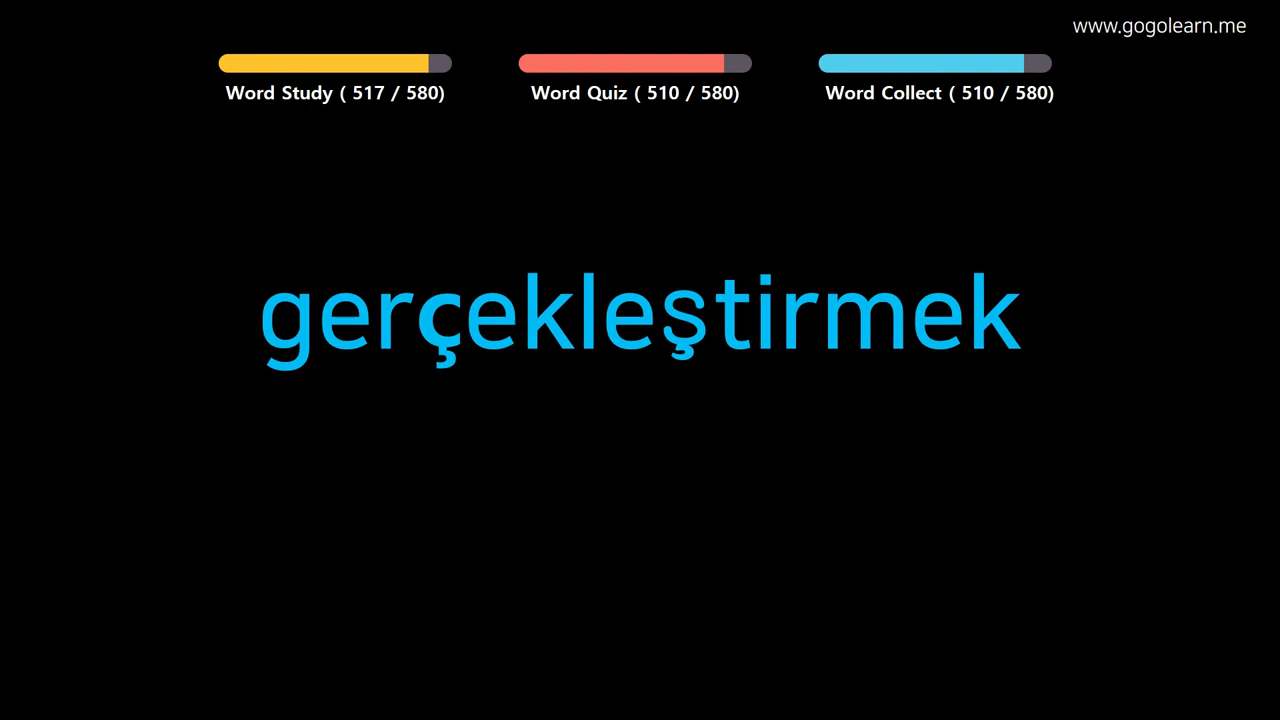 www.gogolearn.me
Word Study ( 517 / 580)
Word Quiz ( 510 / 580)
Word Collect ( 510 / 580)
gerçekleştirmek